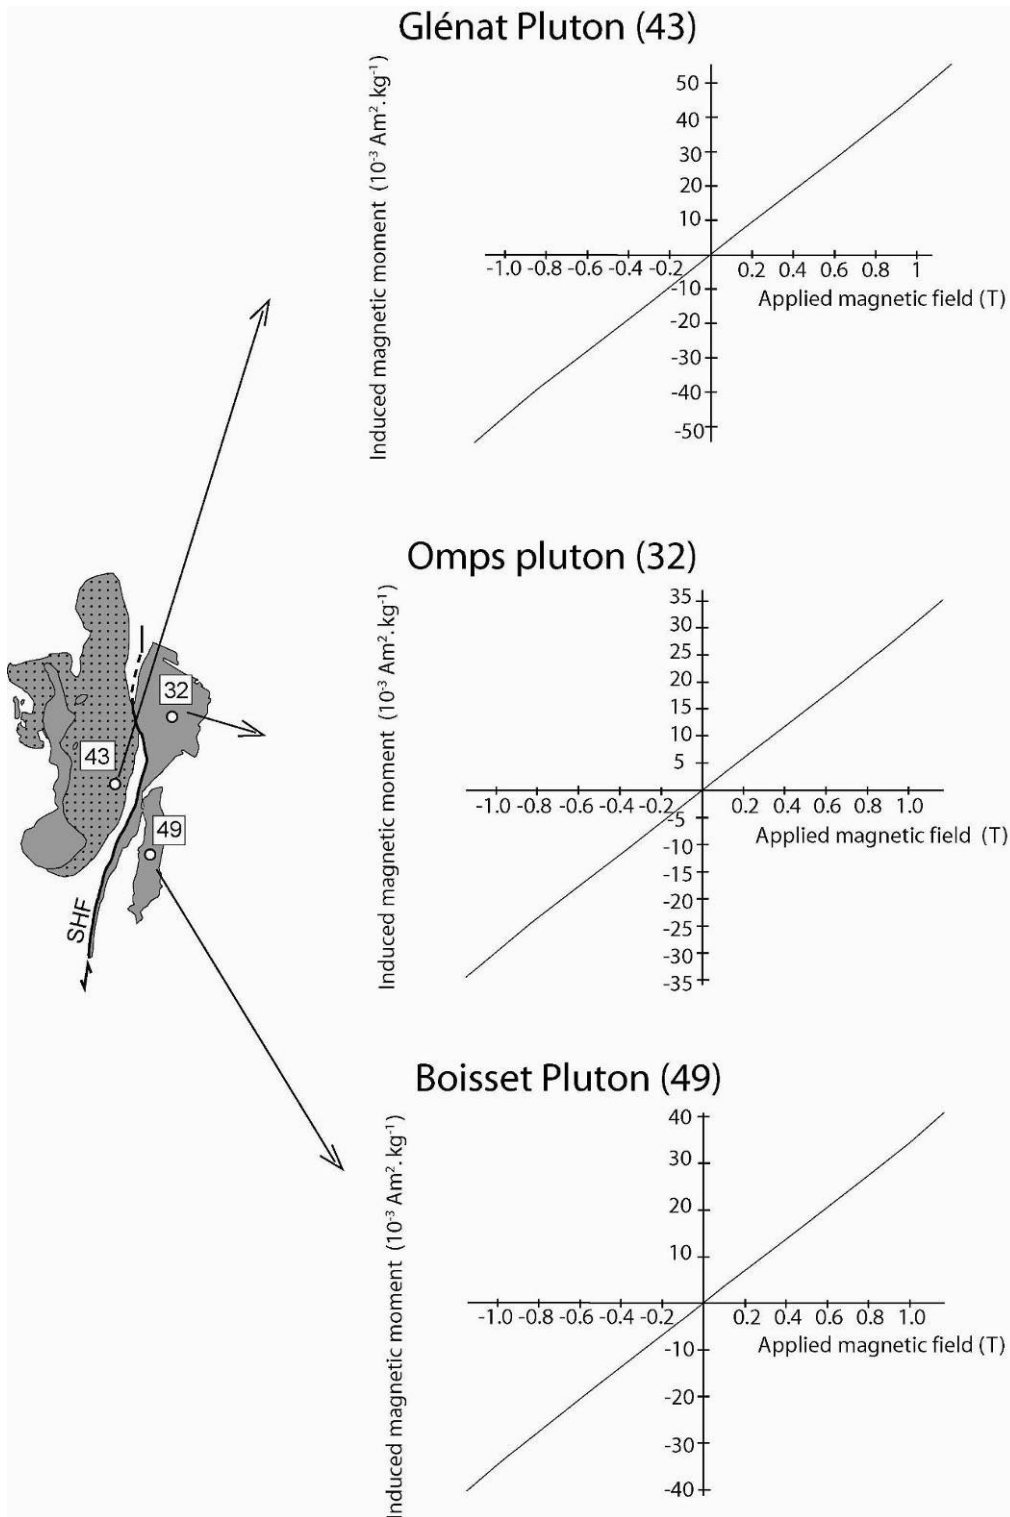 Glénat Pluton (43)
Induced magnetic moment (10⁻³ Am².kg⁻¹)
50
40
30
20
10
-1.0 -0.8 -0.6 -0.4 -0.2
0.2 0.4 0.6 0.8 1
Applied magnetic field (T)
-10
-20
-30
-40
-50
Omps pluton (32)
Induced magnetic moment (10⁻³ Am².kg⁻¹)
35
30
25
20
15
10
5
-1.0 -0.8 -0.6 -0.4 -0.2
0.2 0.4 0.6 0.8 1.0
Applied magnetic field (T)
-5
-10
-15
-20
-25
-30
-35
32
43
49
SHF
Boisset Pluton (49)
Induced magnetic moment (10⁻³ Am².kg⁻¹)
40
30
20
10
-1.0 -0.8 -0.6 -0.4 -0.2
0.2 0.4 0.6 0.8 1.0
Applied magnetic field (T)
-10
-20
-30
-40